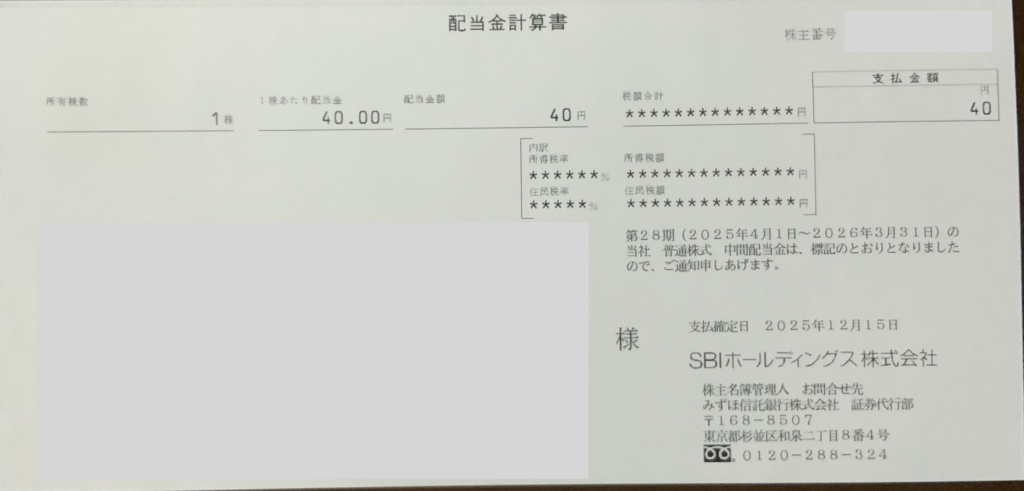 配当金計算書
株主番号
所有株数
1株
1株あたり配当金
40.00円
配当金額
40円
税額合計
**************円
支払金額
円
40
内訳
所得税率
******%
住民税率
*****%
所得税額
**************円
住民税額
**************円
第28期（2025年4月1日～2026年3月31日）の
当社　普通株式　中間配当金は、標記のとおりとなりました
ので、ご通知申しあげます。
様
支払確定日　2025年12月15日
SBIホールディングス株式会社
株主名簿管理人　お問合せ先
みずほ信託銀行株式会社　証券代行部
〒168－8507
東京都杉並区和泉二丁目8番4号
0120－288－324